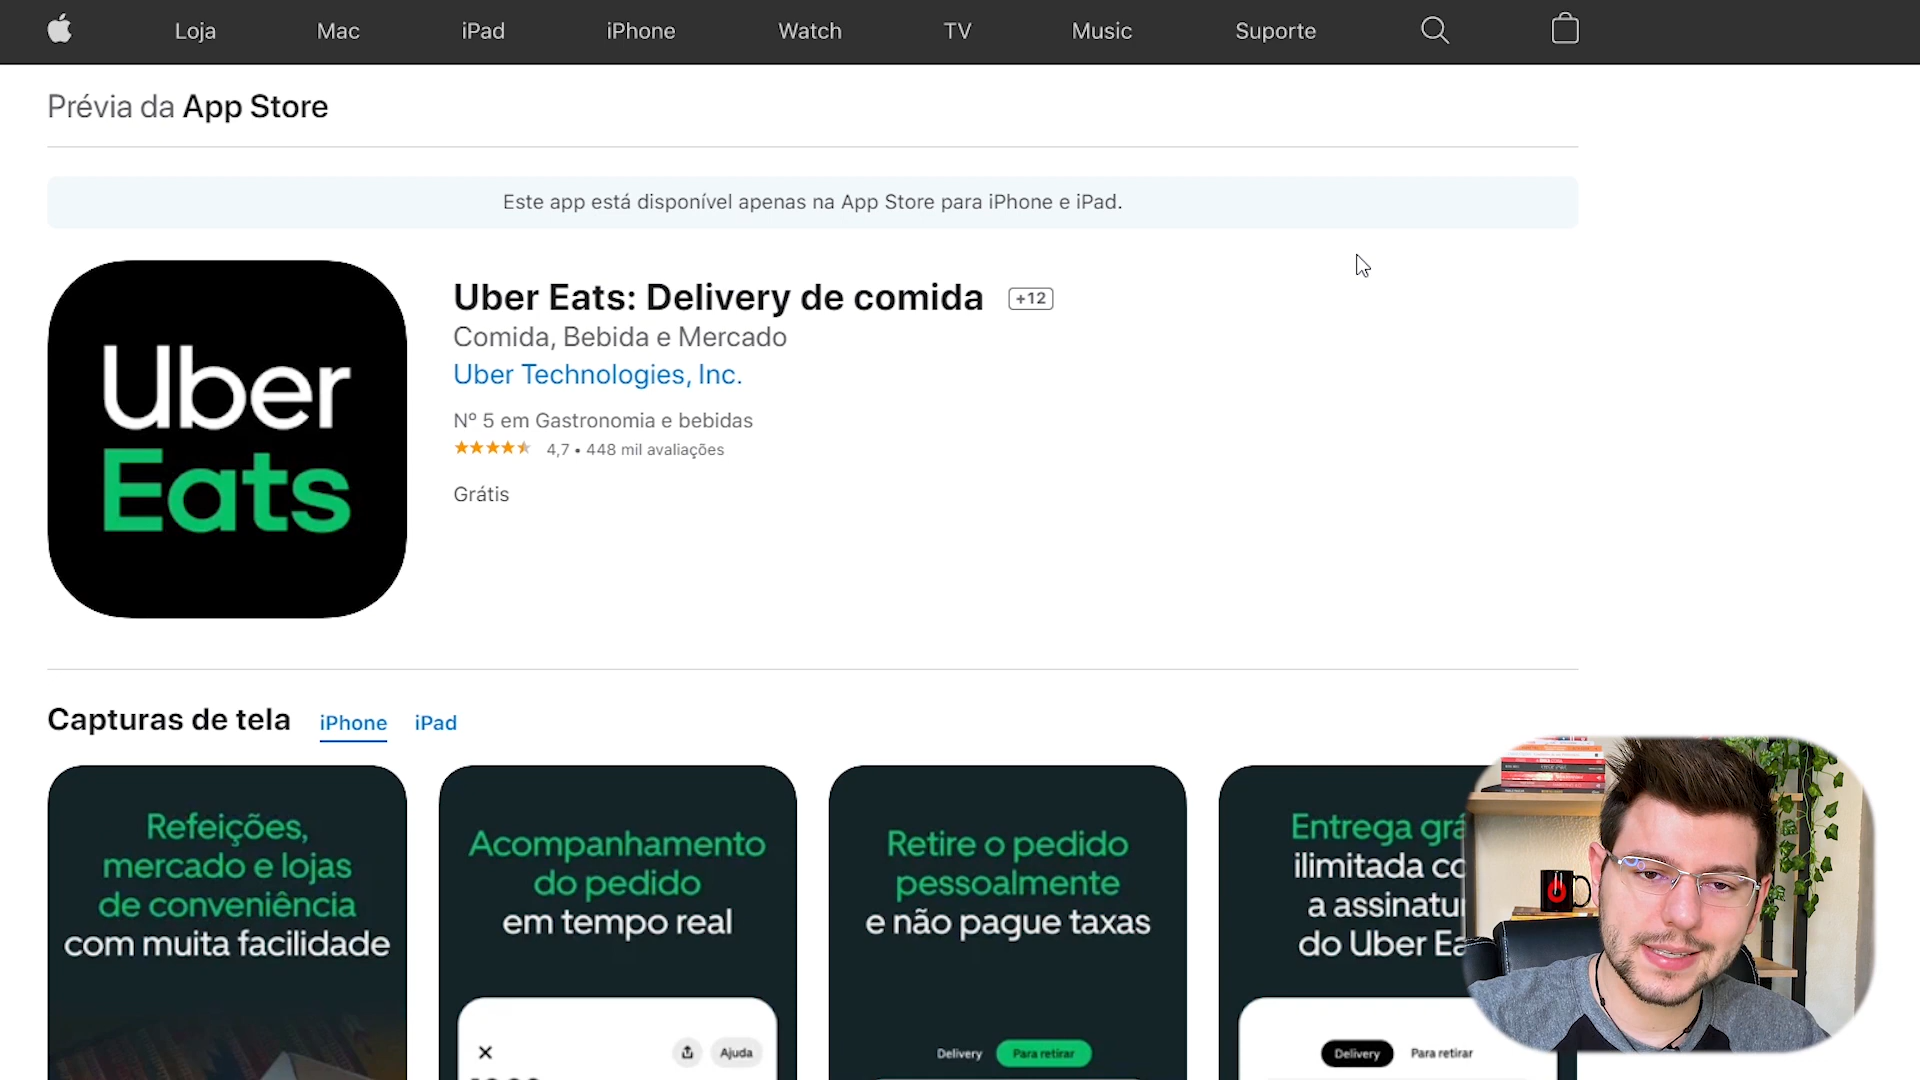 Loja
Mac
iPad
iPhone
Watch
TV
Music
Suporte
Prévia da App Store
Este app está disponível apenas na App Store para iPhone e iPad.
Uber
Eats
Uber Eats: Delivery de comida +12
Comida, Bebida e Mercado
Uber Technologies, Inc.
Nº 5 em Gastronomia e bebidas
4,7 • 448 mil avaliações
Grátis
Capturas de tela iPhone iPad
Refeições,
mercado e lojas
de conveniência
com muita facilidade
Acompanhamento
do pedido
em tempo real
Ajuda
Retire o pedido
pessoalmente
e não pague taxas
Delivery Para retirar
Entrega grá
ilimitada co
a assinatu
do Uber Ea
Delivery Para retirar